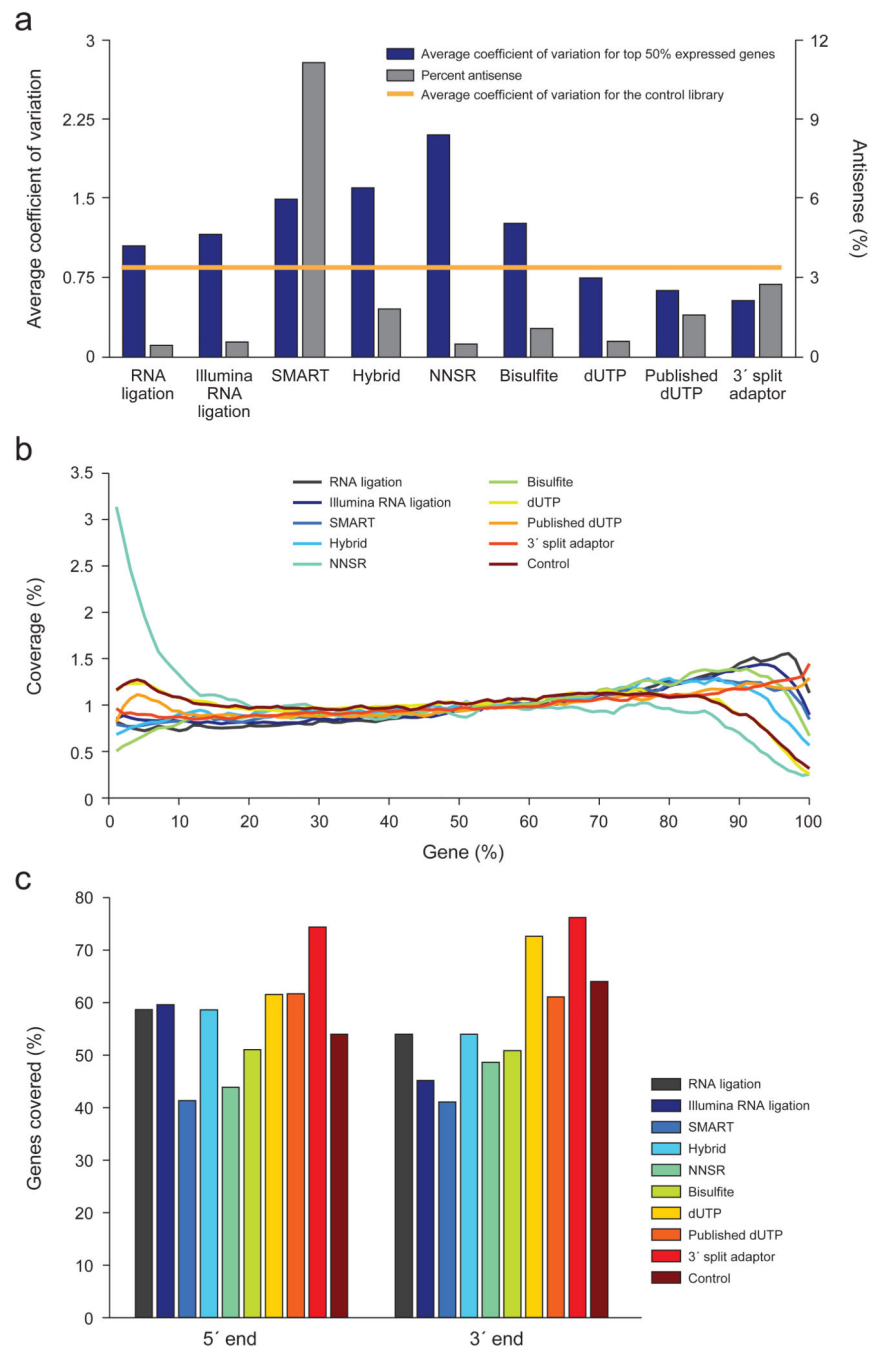 a
3
2.25
1.5
0.75
0
Average coefficient of variation
Average coefficient of variation for top 50% expressed genes
Percent antisense
Average coefficient of variation for the control library
12
9
6
3
0
Antisense (%)
RNA
ligation
Illumina
RNA
ligation
SMART
Hybrid
NNSR
Bisulfite
dUTP
Published
dUTP
3´ split
adaptor
b
3.5
3
2.5
2
1.5
1
0.5
0
Coverage (%)
RNA ligation
Illumina RNA ligation
SMART
Hybrid
NNSR
Bisulfite
dUTP
Published dUTP
3´ split adaptor
Control
0 10 20 30 40 50 60 70 80 90 100
Gene (%)
c
80
70
60
50
40
30
20
10
0
Genes covered (%)
5´ end
3´ end
RNA ligation
Illumina RNA ligation
SMART
Hybrid
NNSR
Bisulfite
dUTP
Published dUTP
3´ split adaptor
Control